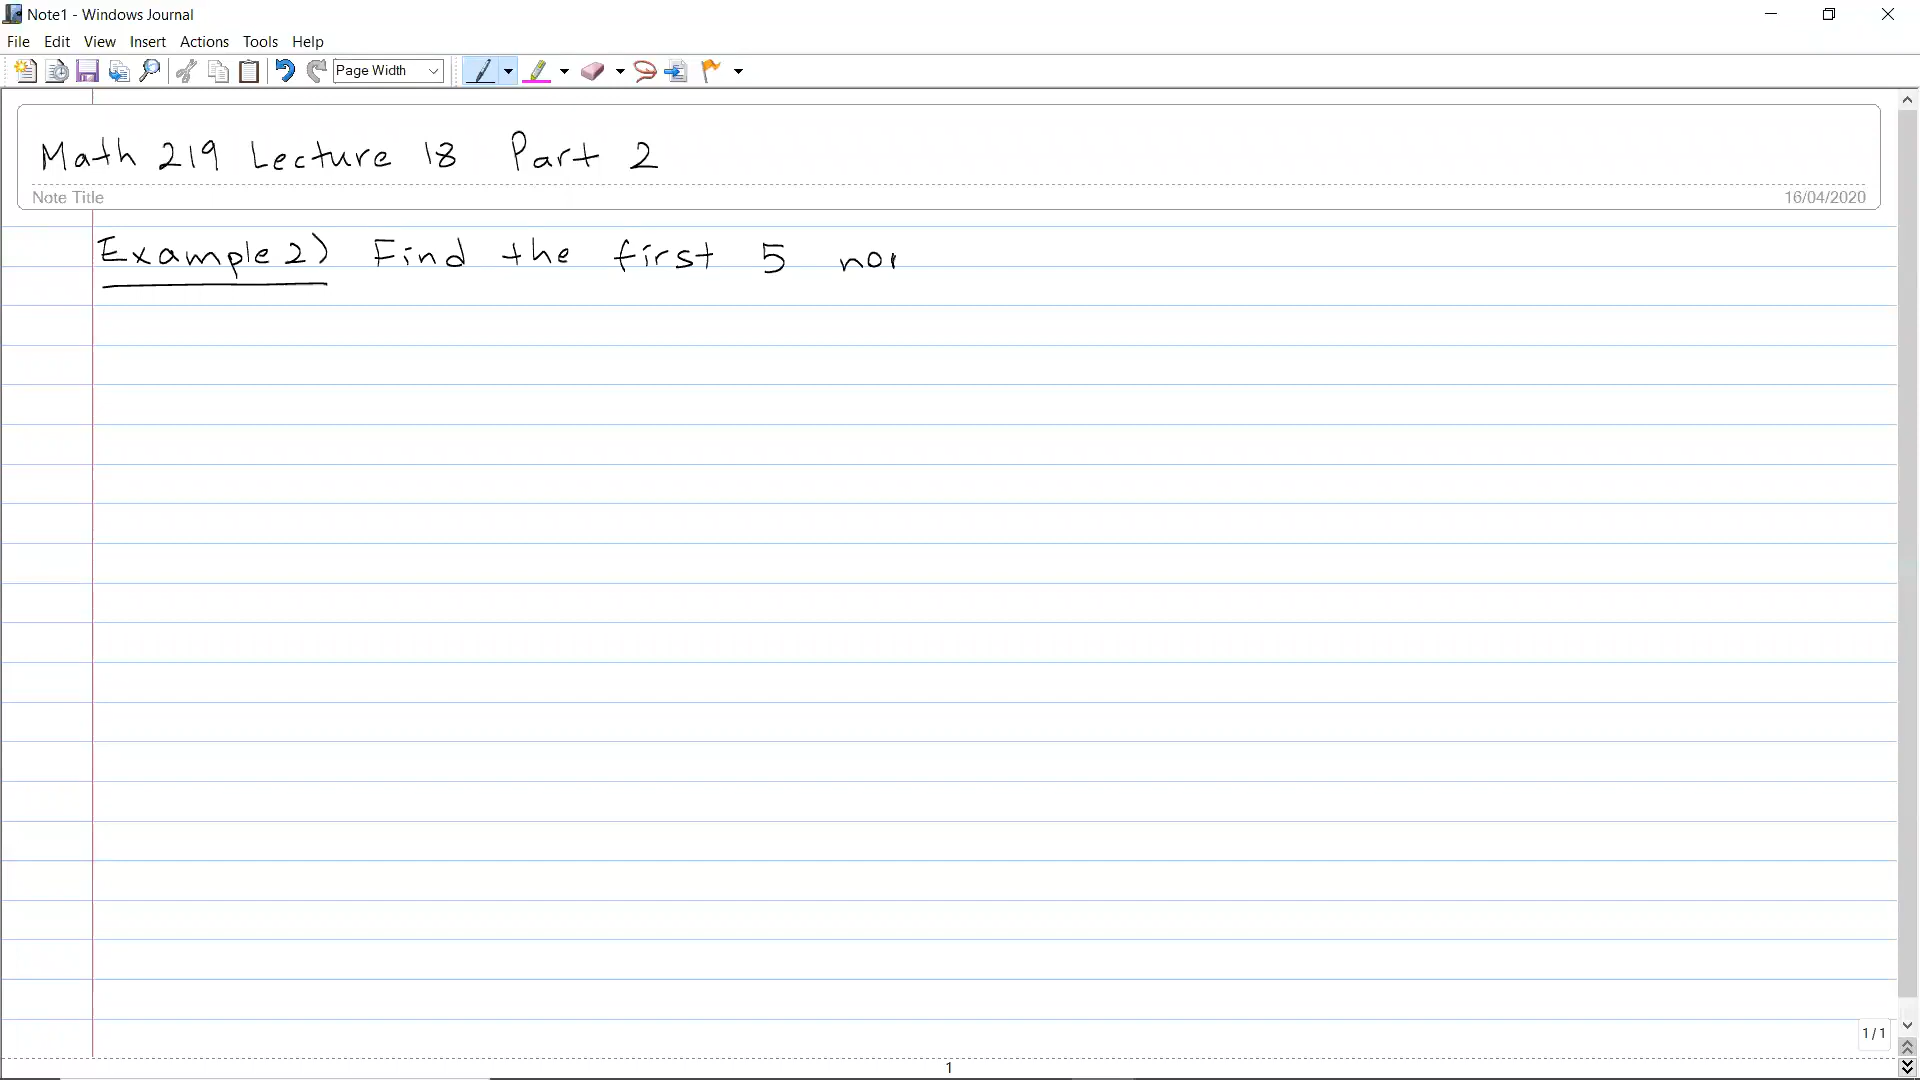 Note1 - Windows Journal
File Edit View Insert Actions Tools Help
Page Width
Math 219 Lecture 18 Part 2
Note Title 16/04/2020
Example 2) Find the first 5
1/1
1